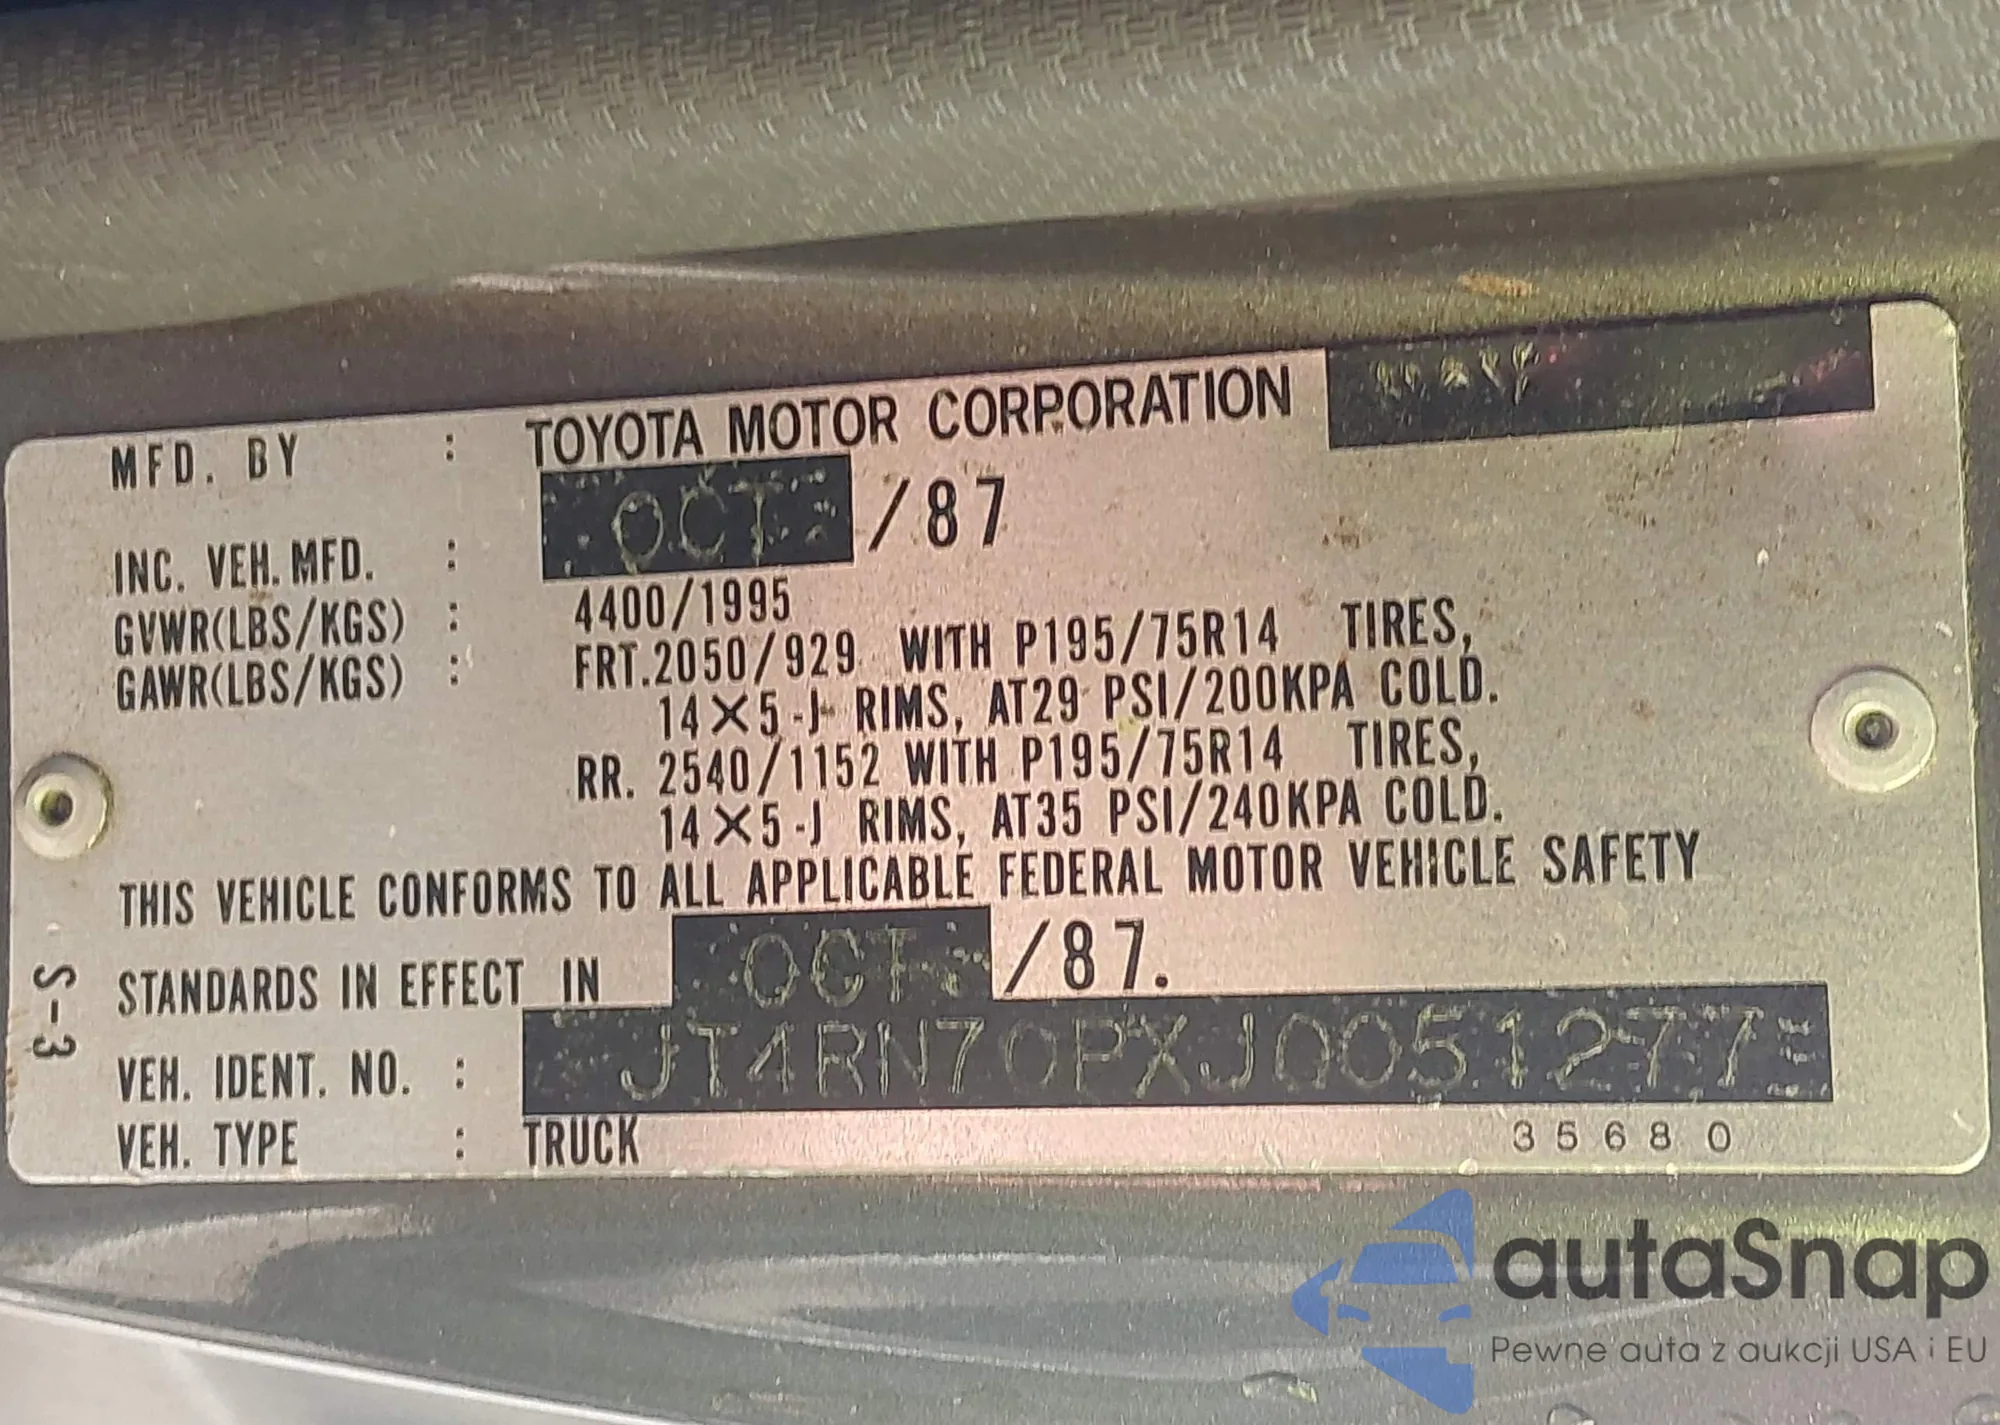 MFD. BY : TOYOTA MOTOR CORPORATION
INC. VEH. MFD. : OCT /87
GVWR(LBS/KGS) : 4400/1995
GAWR(LBS/KGS) : FRT.2050/929 WITH P195/75R14 TIRES,
14×5-J RIMS, AT29 PSI/200KPA COLD.
RR. 2540/1152 WITH P195/75R14 TIRES,
14×5-J RIMS, AT35 PSI/240KPA COLD.
THIS VEHICLE CONFORMS TO ALL APPLICABLE FEDERAL MOTOR VEHICLE SAFETY
STANDARDS IN EFFECT IN OCT /87.
VEH. IDENT. NO. : JT4RN70PXJ0051277
VEH. TYPE : TRUCK
35680
S-3
autaSnap
Pewne auta z aukcji USA i EU